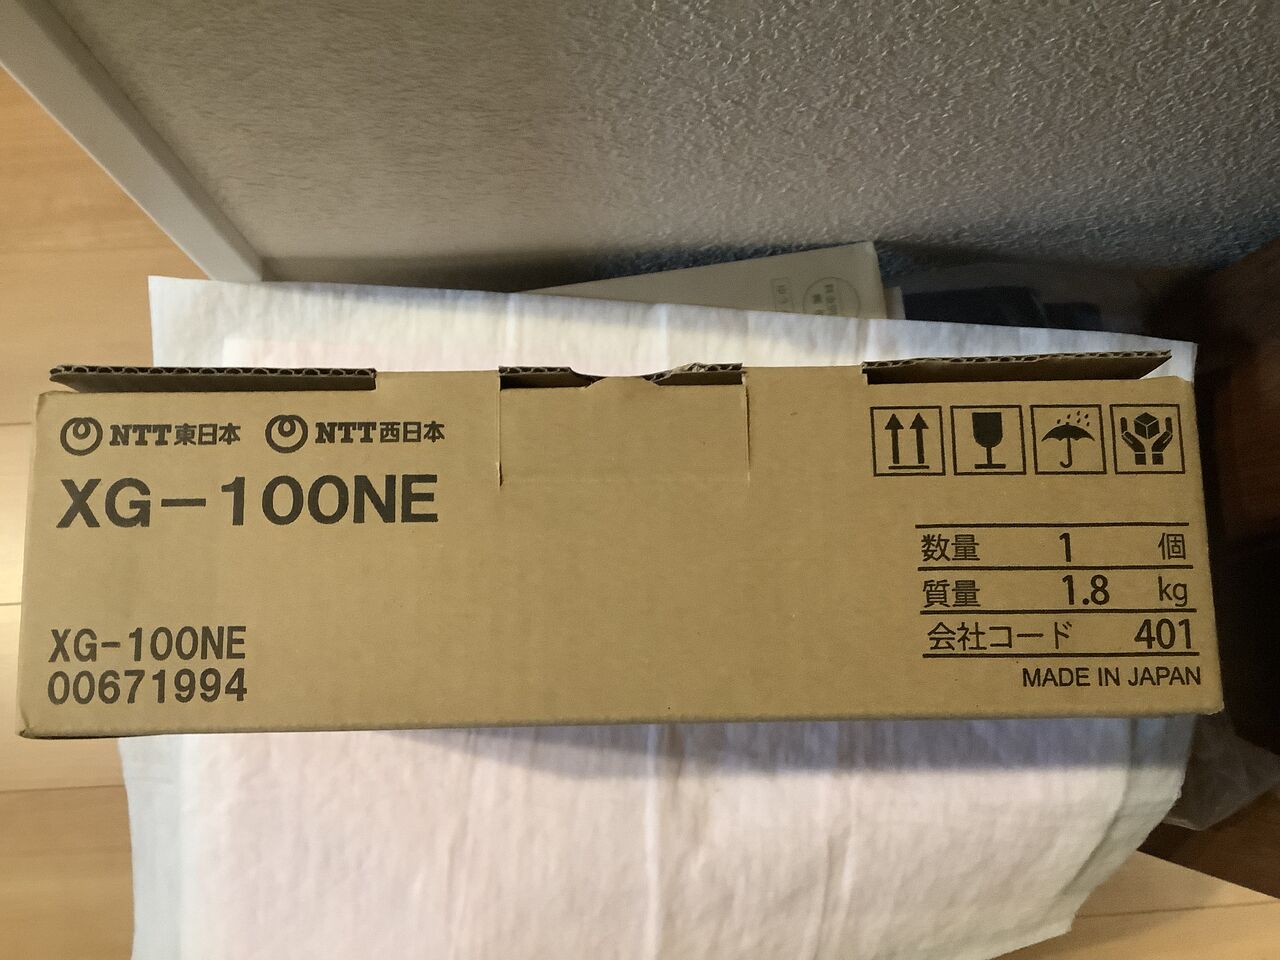 NTT東日本 NTT西日本
XG-100NE
XG-100NE
00671994
数量 1 個
質量 1.8 kg
会社コード 401
MADE IN JAPAN